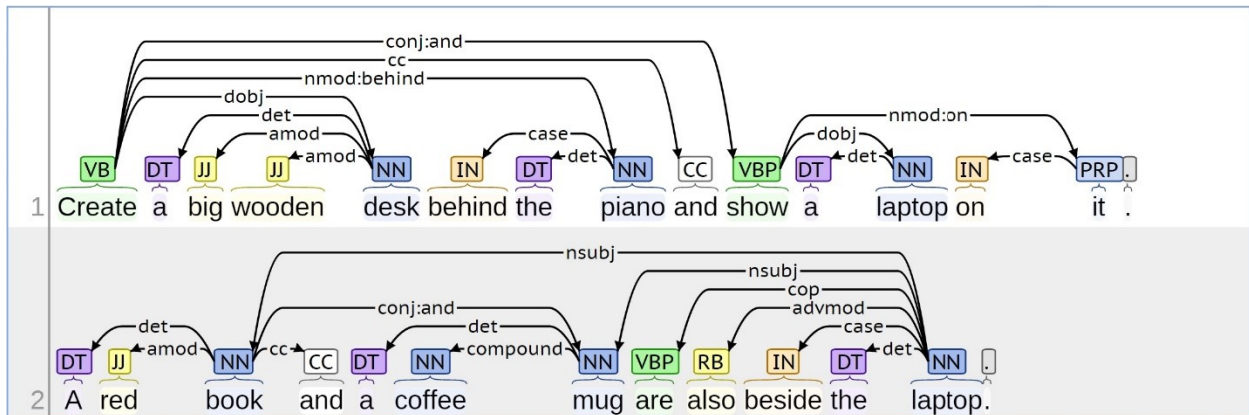 conj:and
cc
nmod:behind
dobj
det
amod
amod
case
det
nmod:on
dobj
det
case
VB DT JJ JJ NN IN DT NN CC VBP DT NN IN PRP .
1 Create a big wooden desk behind the piano and show a laptop on it .
nsubj
nsubj
cop
conj:and
advmod
det
det
case
amod
cc
compound
det
DT JJ NN CC DT NN NN VBP RB IN DT NN .
2 A red book and a coffee mug are also beside the laptop.